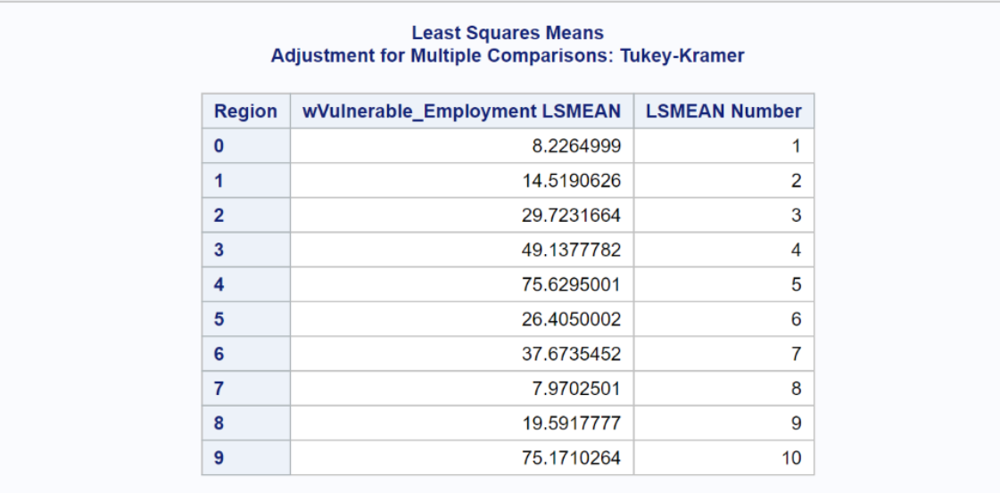 Least Squares Means
Adjustment for Multiple Comparisons: Tukey-Kramer
Region wVulnerable_Employment LSMEAN LSMEAN Number
0 8.2264999 1
1 14.5190626 2
2 29.7231664 3
3 49.1377782 4
4 75.6295001 5
5 26.4050002 6
6 37.6735452 7
7 7.9702501 8
8 19.5917777 9
9 75.1710264 10